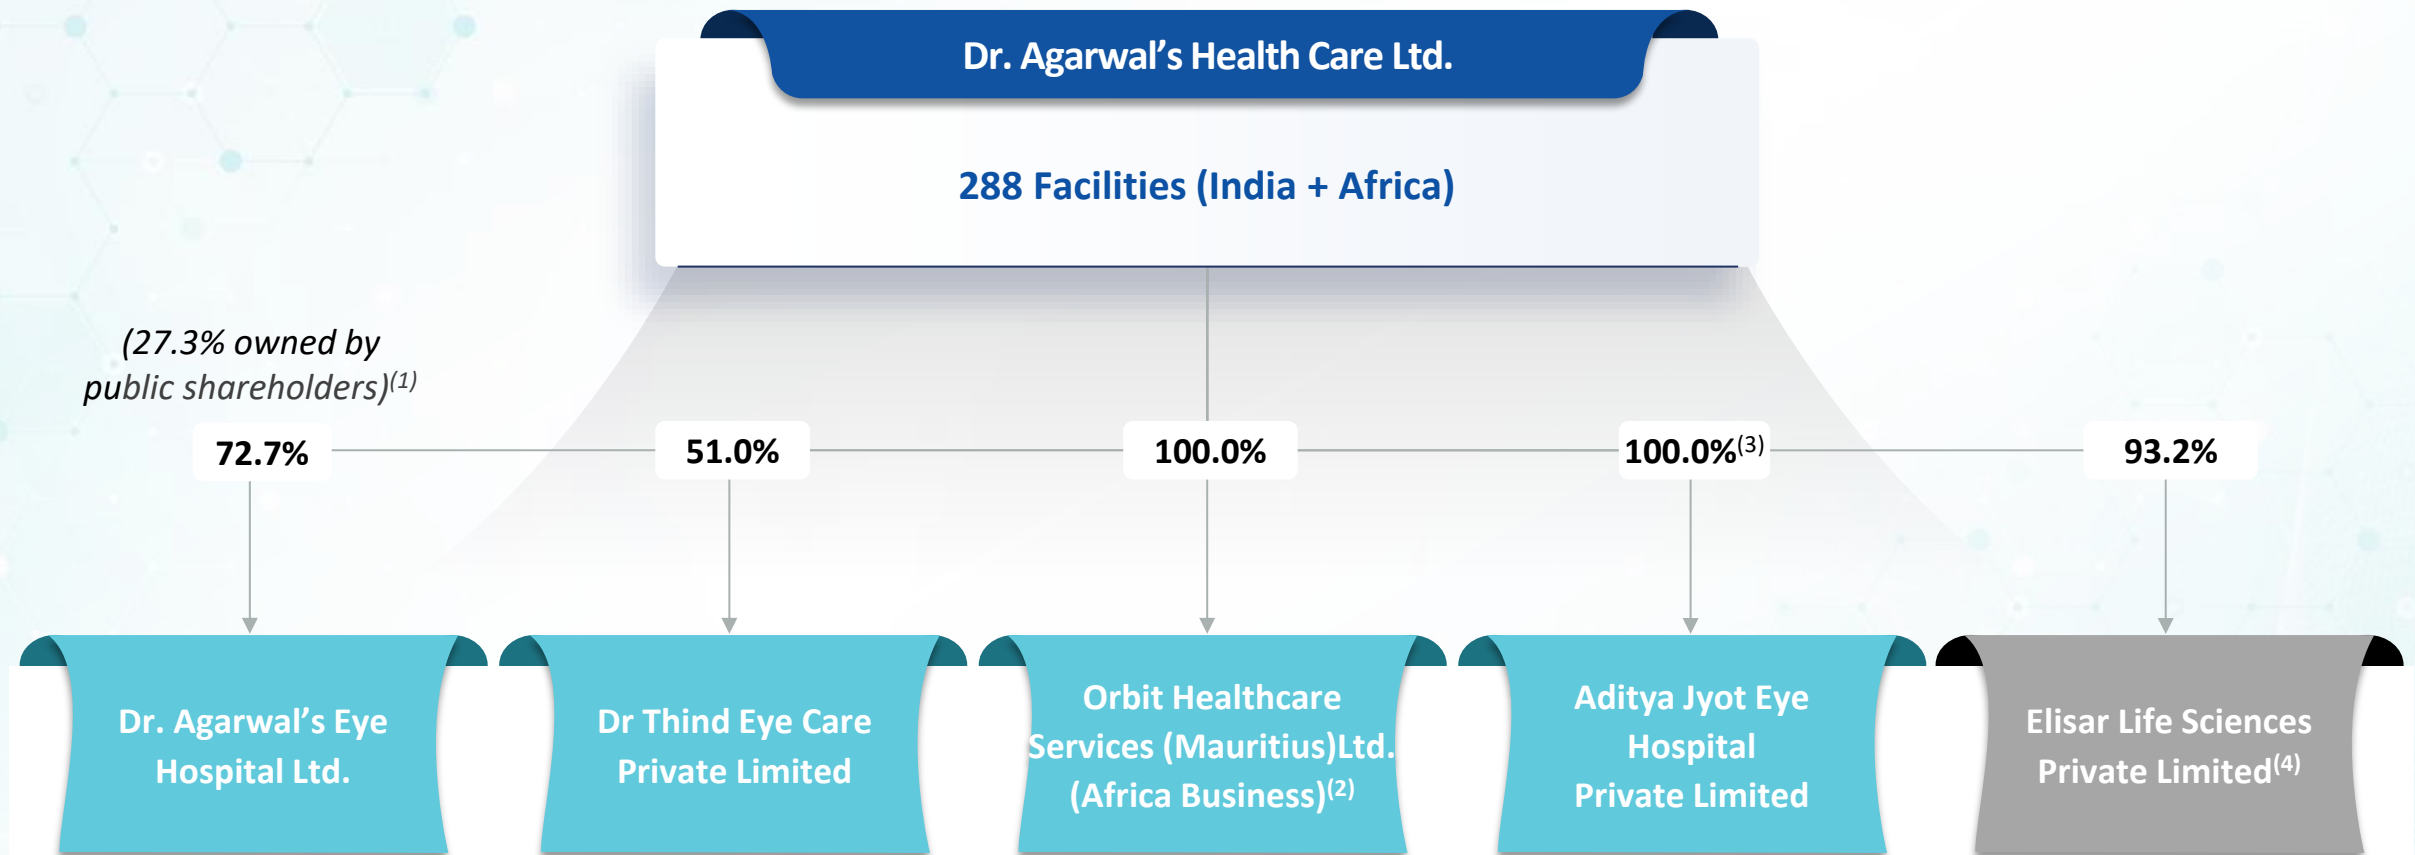 Dr. Agarwal’s Health Care Ltd.
288 Facilities (India + Africa)
(27.3% owned by
public shareholders)(1)
72.7%
51.0%
100.0%
100.0%(3)
93.2%
Dr. Agarwal’s Eye
Hospital Ltd.
Dr Thind Eye Care
Private Limited
Orbit Healthcare
Services (Mauritius)Ltd.
(Africa Business)(2)
Aditya Jyot Eye
Hospital
Private Limited
Elisar Life Sciences
Private Limited(4)